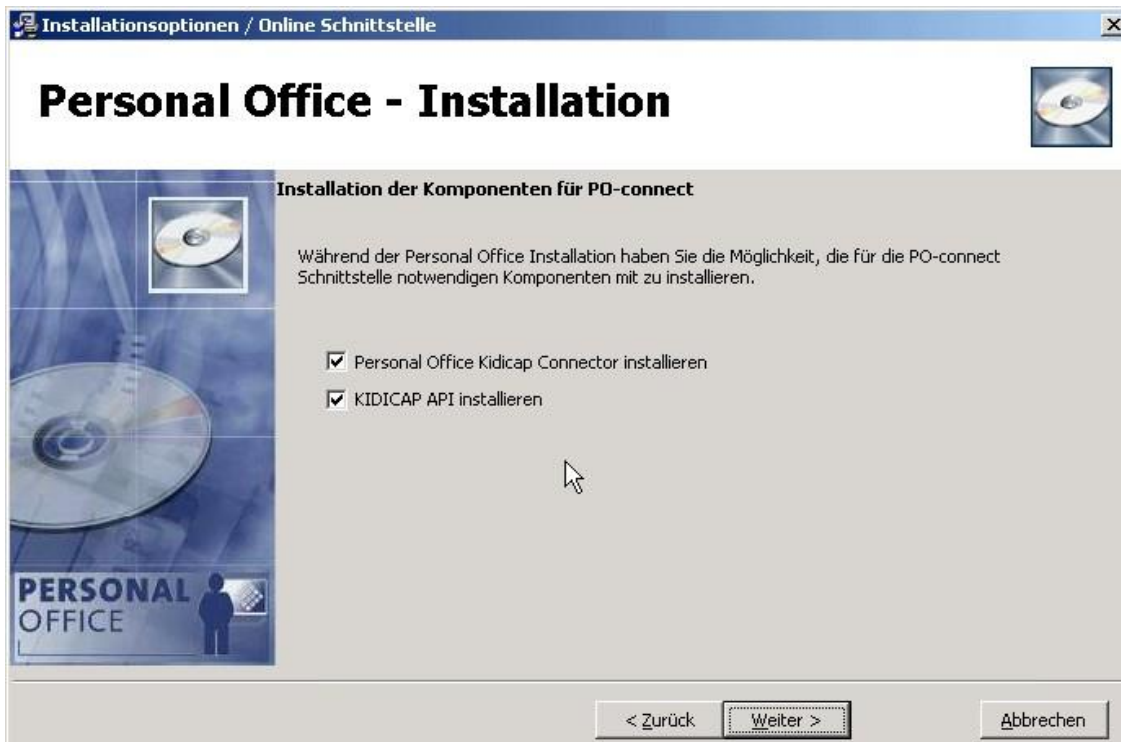 Installationsoptionen / Online Schnittstelle
Personal Office - Installation
Installation der Komponenten für PO-connect
Während der Personal Office Installation haben Sie die Möglichkeit, die für die PO-connect
Schnittstelle notwendigen Komponenten mit zu installieren.
Personal Office Kidicap Connector installieren
KIDICAP API installieren
PERSONAL
OFFICE
< Zurück Weiter > Abbrechen